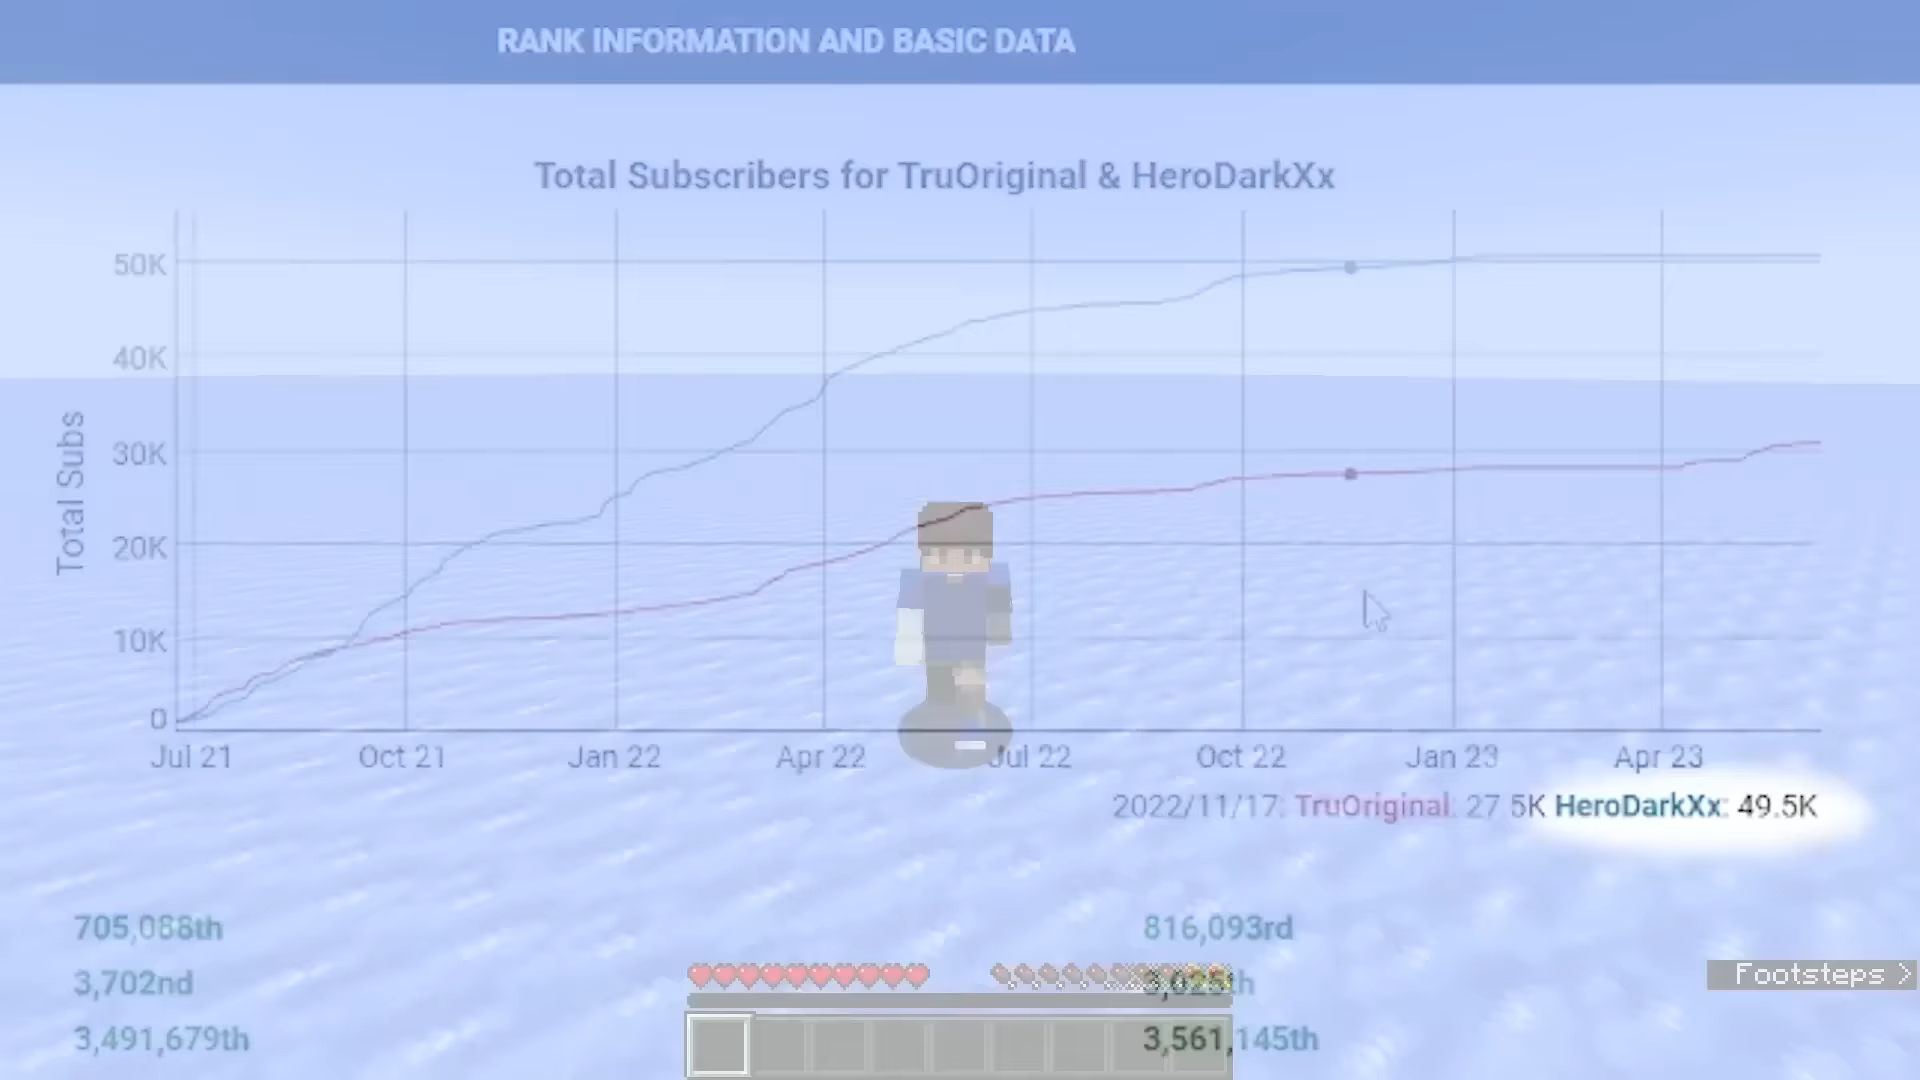 RANK INFORMATION AND BASIC DATA
Total Subscribers for TruOriginal & HeroDarkXx
50K
40K
30K
20K
10K
0
Total Subs
Jul 21
Oct 21
Jan 22
Apr 22
Jul 22
Oct 22
Jan 23
Apr 23
2022/11/17: TruOriginal: 27.5K HeroDarkXx: 49.5K
705,088th
816,093rd
3,702nd
Footsteps >
3,491,679th
3,561,145th